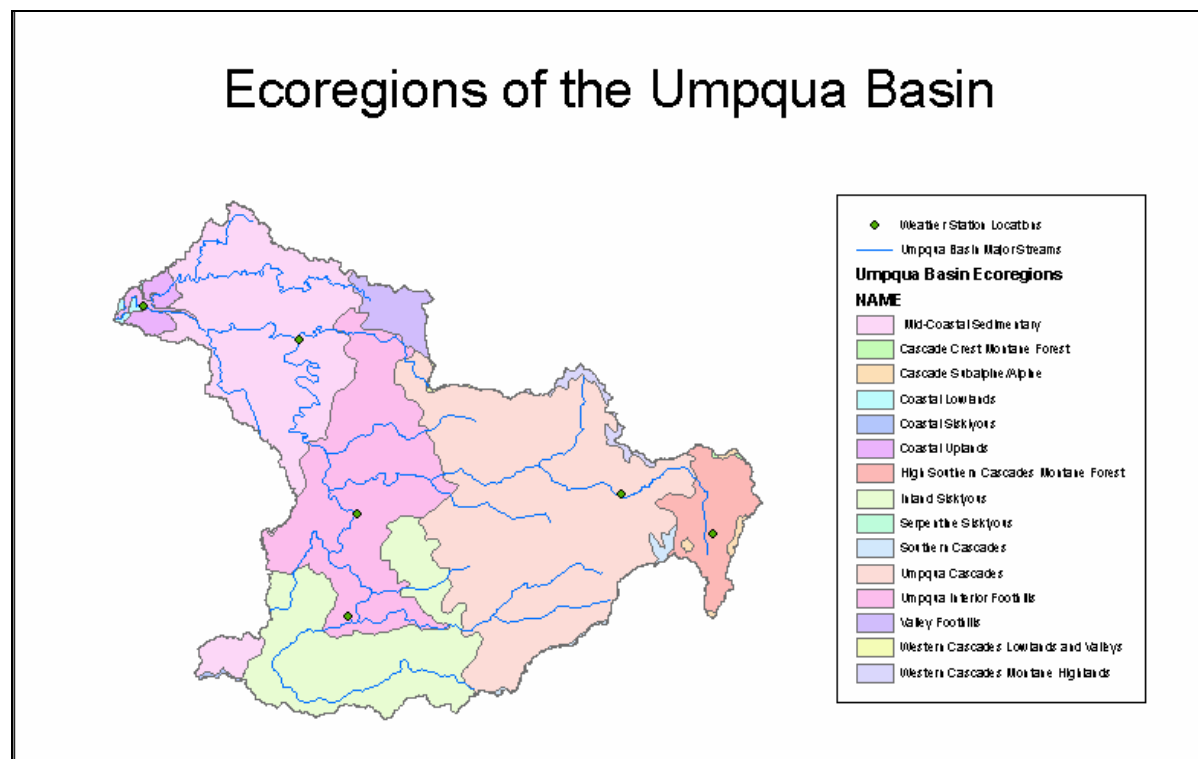 Ecoregions of the Umpqua Basin
Weather Station Locations
Umpqua Basin Major Streams
Umpqua Basin Ecoregions
NAME
Mid-Coastal Sedimentary
Cascade Crest Montane Forest
Cascade Subalpine/Alpine
Coastal Lowlands
Coastal Siskiyous
Coastal Uplands
High Southern Cascades Montane Forest
Inland Siskiyous
Serpentine Siskiyous
Southern Cascades
Umpqua Cascades
Umpqua Interior Foothills
Valley Foothills
Western Cascades Lowlands and Valleys
Western Cascades Montane Highlands